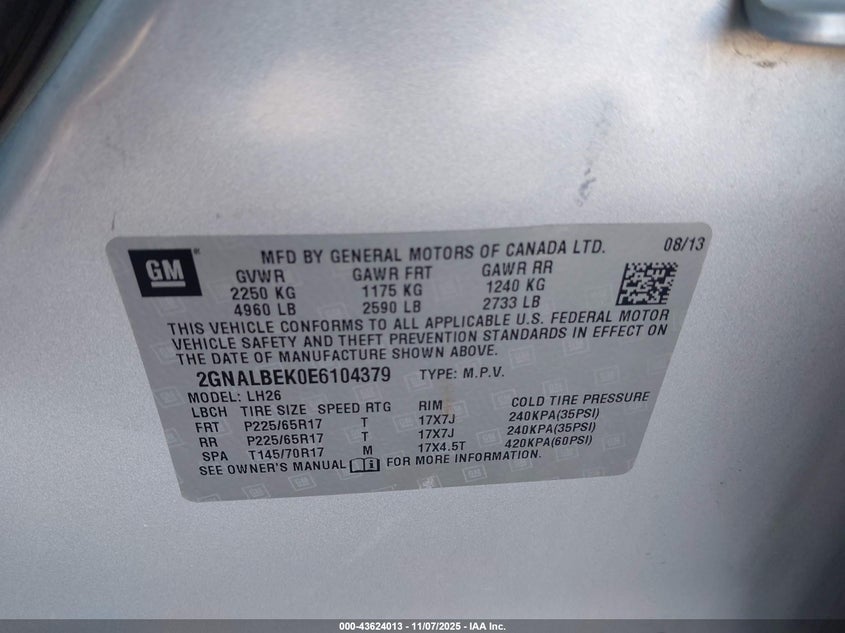 GM ®
MFD BY GENERAL MOTORS OF CANADA LTD. 08/13
GVWR GAWR FRT GAWR RR
2250 KG 1175 KG 1240 KG
4960 LB 2590 LB 2733 LB
THIS VEHICLE CONFORMS TO ALL APPLICABLE U.S. FEDERAL MOTOR
VEHICLE SAFETY AND THEFT PREVENTION STANDARDS IN EFFECT ON
THE DATE OF MANUFACTURE SHOWN ABOVE.
2GNALBEK0E6104379 TYPE: M.P.V.
MODEL: LH26
LBCH TIRE SIZE SPEED RTG RIM COLD TIRE PRESSURE
FRT P225/65R17 T 17X7J 240KPA(35PSI)
RR P225/65R17 T 17X7J 240KPA(35PSI)
SPA T145/70R17 M 17X4.5T 420KPA(60PSI)
SEE OWNER'S MANUAL FOR MORE INFORMATION.
000-43624013 - 11/07/2025 - IAA Inc.